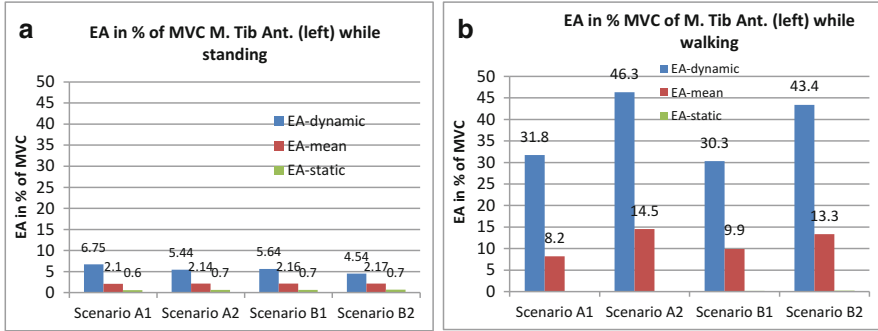 a
EA in % of MVC M. Tib Ant. (left) while
standing
EA in % of MVC
50
45
40
35
30
25
20
15
10
5
0
EA-dynamic
EA-mean
EA-static
6.75
2.1
0.6
5.44
2.14
0.7
5.64
2.16
0.7
4.54
2.17
0.7
Scenario A1
Scenario A2
Scenario B1
Scenario B2
b
EA in % MVC of M. Tib Ant. (left) while
walking
EA in % of MVC
50
45
40
35
30
25
20
15
10
5
0
EA-dynamic
EA-mean
EA-static
31.8
8.2
46.3
14.5
30.3
9.9
43.4
13.3
Scenario A1
Scenario A2
Scenario B1
Scenario B2